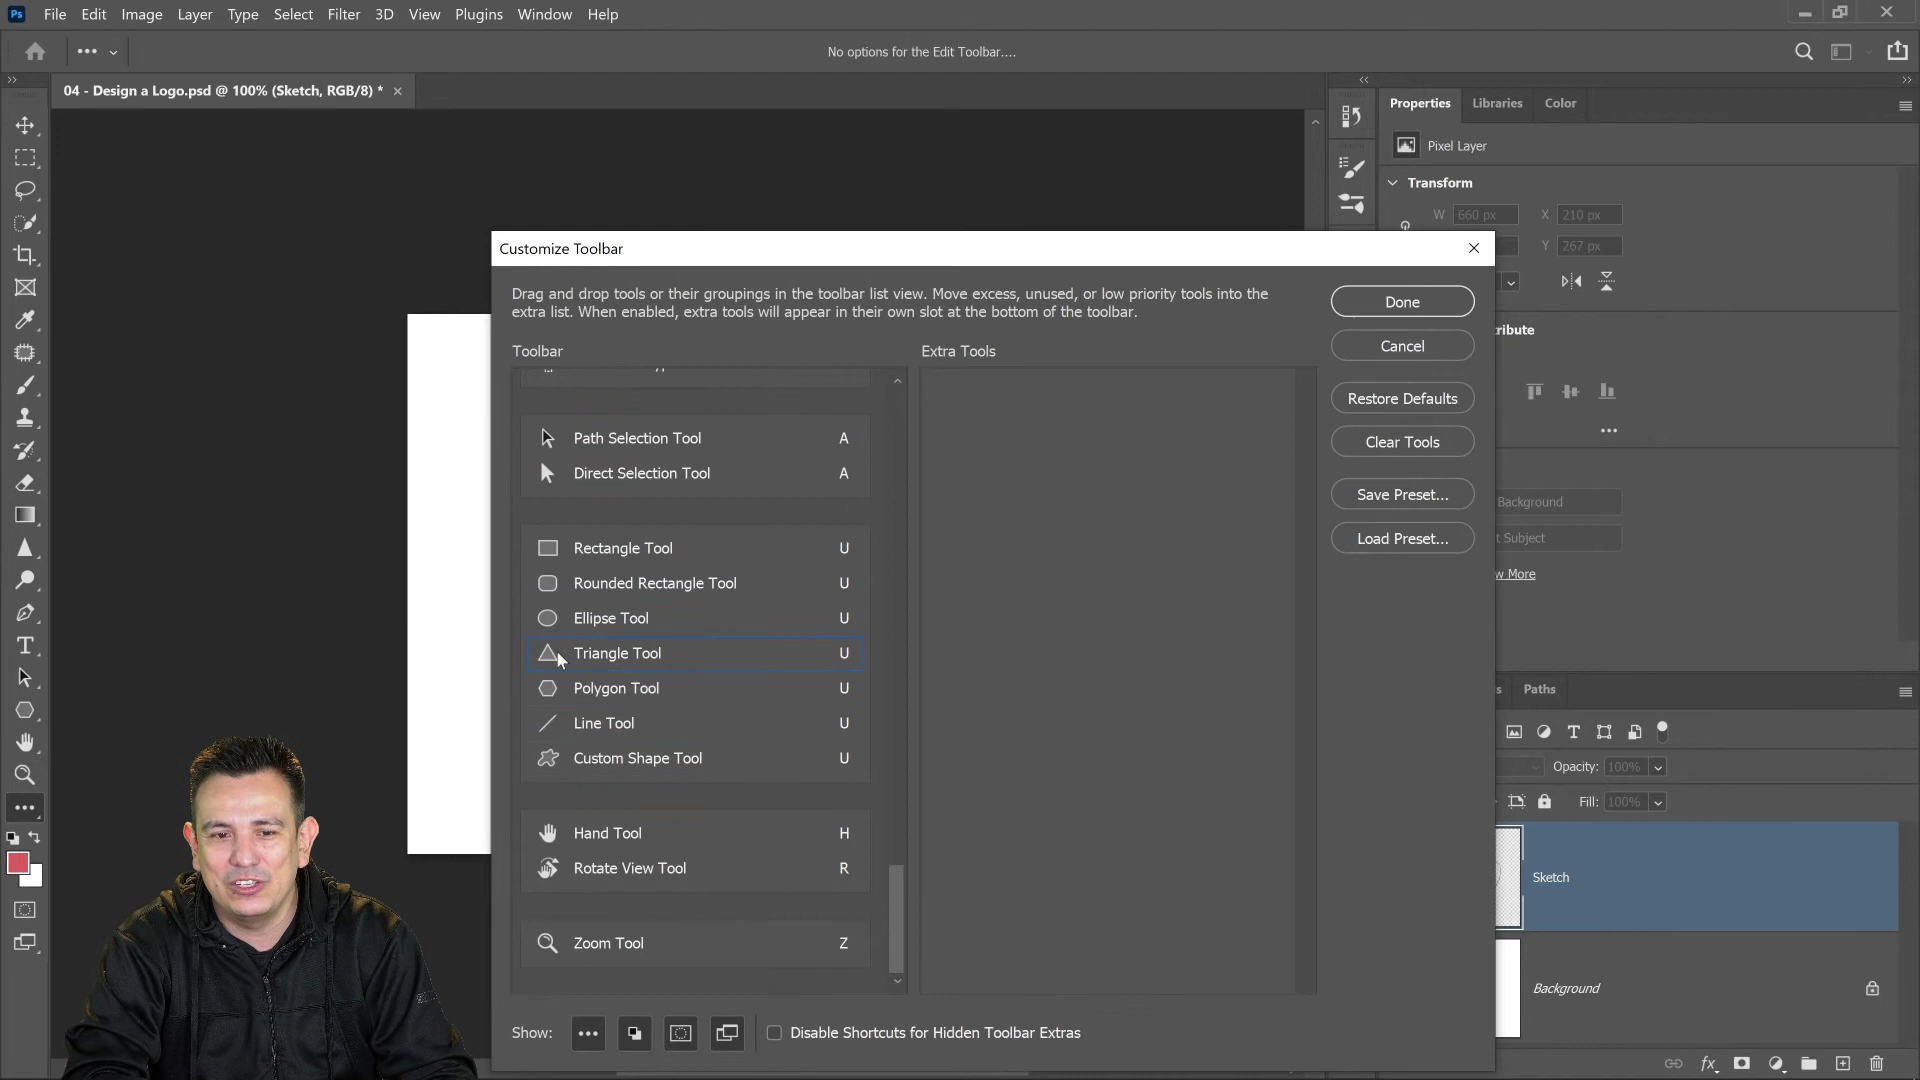 Ps File Edit Image Layer Type Select Filter 3D View Plugins Window Help
No options for the Edit Toolbar....
04 - Design a Logo.psd @ 100% (Sketch, RGB/8) *
Properties Libraries Color
Pixel Layer
Transform
W 660 px X 210 px
Y 267 px
Customize Toolbar
Drag and drop tools or their groupings in the toolbar list view. Move excess, unused, or low priority tools into the
extra list. When enabled, extra tools will appear in their own slot at the bottom of the toolbar.
Toolbar
Extra Tools
Done
Cancel
Restore Defaults
Clear Tools
Save Preset...
Load Preset...
Path Selection Tool A
Direct Selection Tool A
Rectangle Tool U
Rounded Rectangle Tool U
Ellipse Tool U
Triangle Tool U
Polygon Tool U
Line Tool U
Custom Shape Tool U
Hand Tool H
Rotate View Tool R
Zoom Tool Z
Show:
Disable Shortcuts for Hidden Toolbar Extras
ribute
Background
t Subject
w More
s Paths
Opacity: 100%
Fill: 100%
Sketch
Background
fx